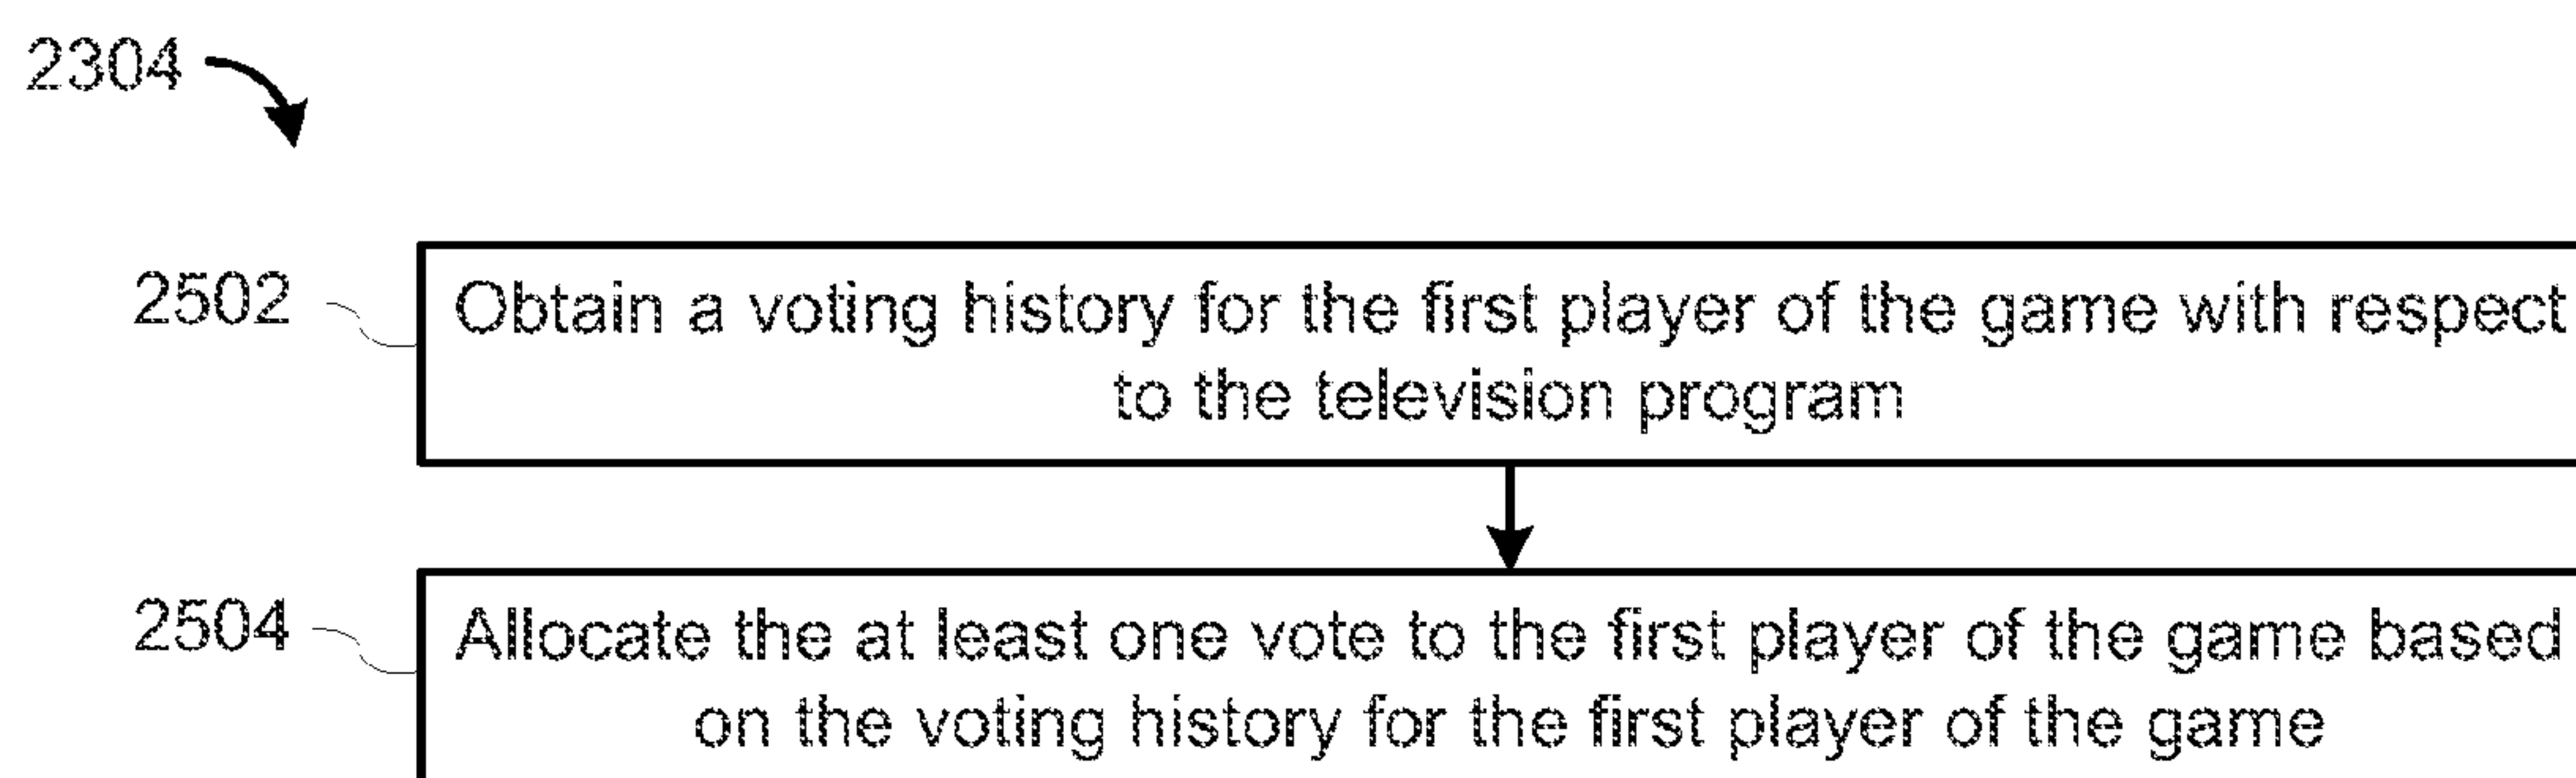 2304
2502
Obtain a voting history for the first player of the game with respect
to the television program
2504
Allocate the at least one vote to the first player of the game based
on the voting history for the first player of the game